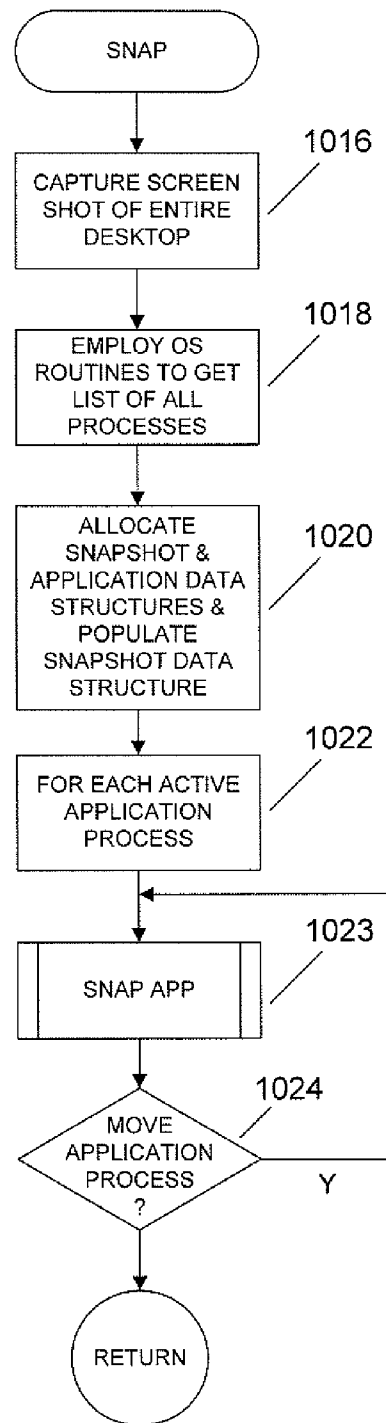 SNAP
1016
CAPTURE SCREEN
SHOT OF ENTIRE
DESKTOP
1018
EMPLOY OS
ROUTINES TO GET
LIST OF ALL
PROCESSES
1020
ALLOCATE
SNAPSHOT &
APPLICATION DATA
STRUCTURES &
POPULATE
SNAPSHOT DATA
STRUCTURE
1022
FOR EACH ACTIVE
APPLICATION
PROCESS
1023
SNAP APP
1024
MOVE
APPLICATION
PROCESS
?
Y
RETURN